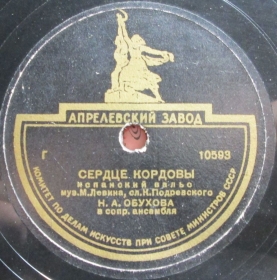 АПРЕЛЕВСКИЙ ЗАВОД
Г 10593
СЕРДЦЕ КОРДОВЫ
Испанский вальс
муз. М. Левина, сл. К. Подревского
Н. А. ОБУХОВА
в сопр. ансамбля
КОМИТЕТ ПО ДЕЛАМ ИСКУССТВ ПРИ СОВЕТЕ МИНИСТРОВ СССР